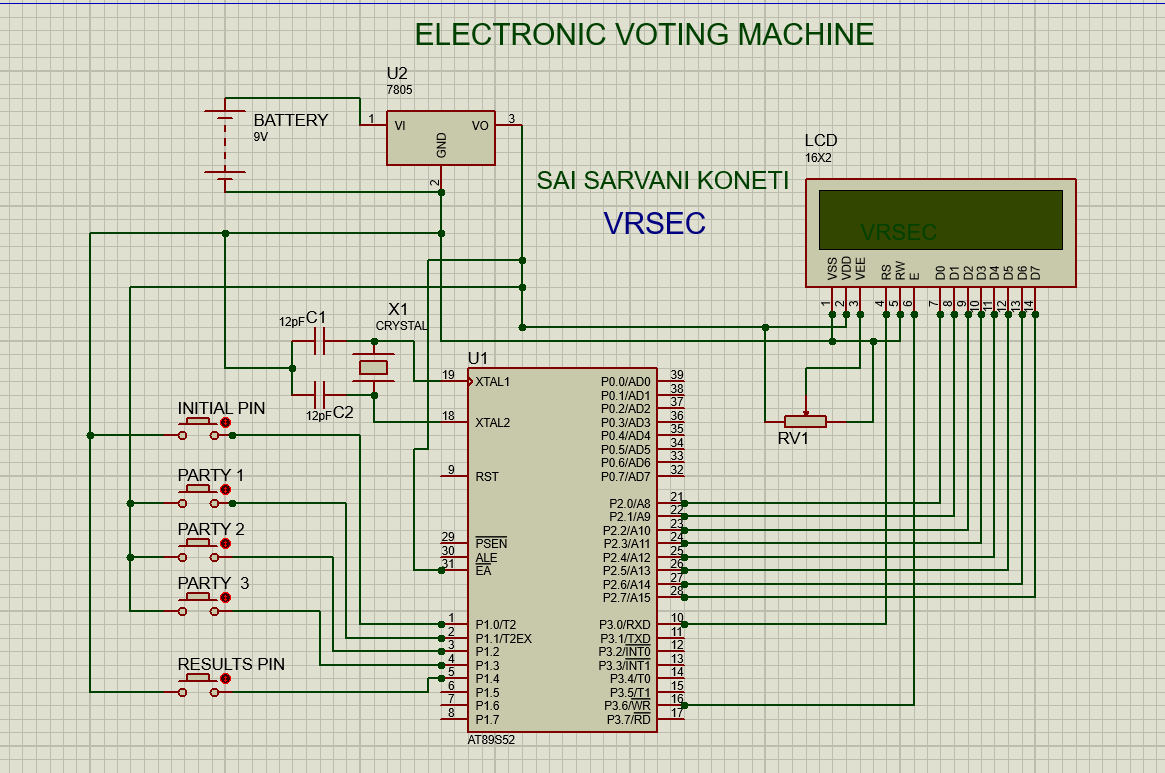 ELECTRONIC VOTING MACHINE
U2
7805
1
VI
VO
3
GND
2
BATTERY
9V
LCD
16X2
SAI SARVANI KONETI
VRSEC
VRSEC
VSS
VDD
VEE
RS
RW
E
D0
D1
D2
D3
D4
D5
D6
D7
1
2
3
4
5
6
7
8
9
10
11
12
13
14
X1
CRYSTAL
12pF
C1
12pF
C2
RV1
INITIAL PIN
PARTY 1
PARTY 2
PARTY 3
RESULTS PIN
U1
19
XTAL1
18
XTAL2
9
RST
29
PSEN
30
ALE
31
EA
1
P1.0/T2
2
P1.1/T2EX
3
P1.2
4
P1.3
5
P1.4
6
P1.5
7
P1.6
8
P1.7
P0.0/AD0
39
P0.1/AD1
38
P0.2/AD2
37
P0.3/AD3
36
P0.4/AD4
35
P0.5/AD5
34
P0.6/AD6
33
P0.7/AD7
32
P2.0/A8
21
P2.1/A9
22
P2.2/A10
23
P2.3/A11
24
P2.4/A12
25
P2.5/A13
26
P2.6/A14
27
P2.7/A15
28
P3.0/RXD
10
P3.1/TXD
11
P3.2/INT0
12
P3.3/INT1
13
P3.4/T0
14
P3.5/T1
15
P3.6/WR
16
P3.7/RD
17
AT89S52